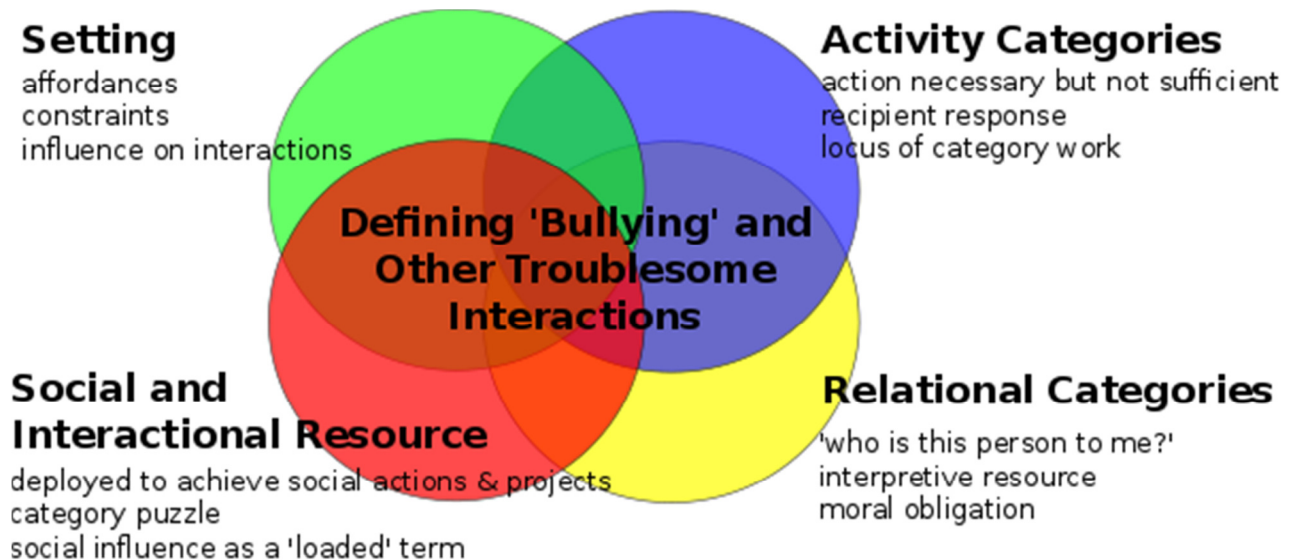 Setting
affordances
constraints
influence on interactions
Activity Categories
action necessary but not sufficient
recipient response
locus of category work
Defining 'Bullying' and
Other Troublesome
Interactions
Social and
Interactional Resource
deployed to achieve social actions & projects
category puzzle
social influence as a 'loaded' term
Relational Categories
'who is this person to me?'
interpretive resource
moral obligation